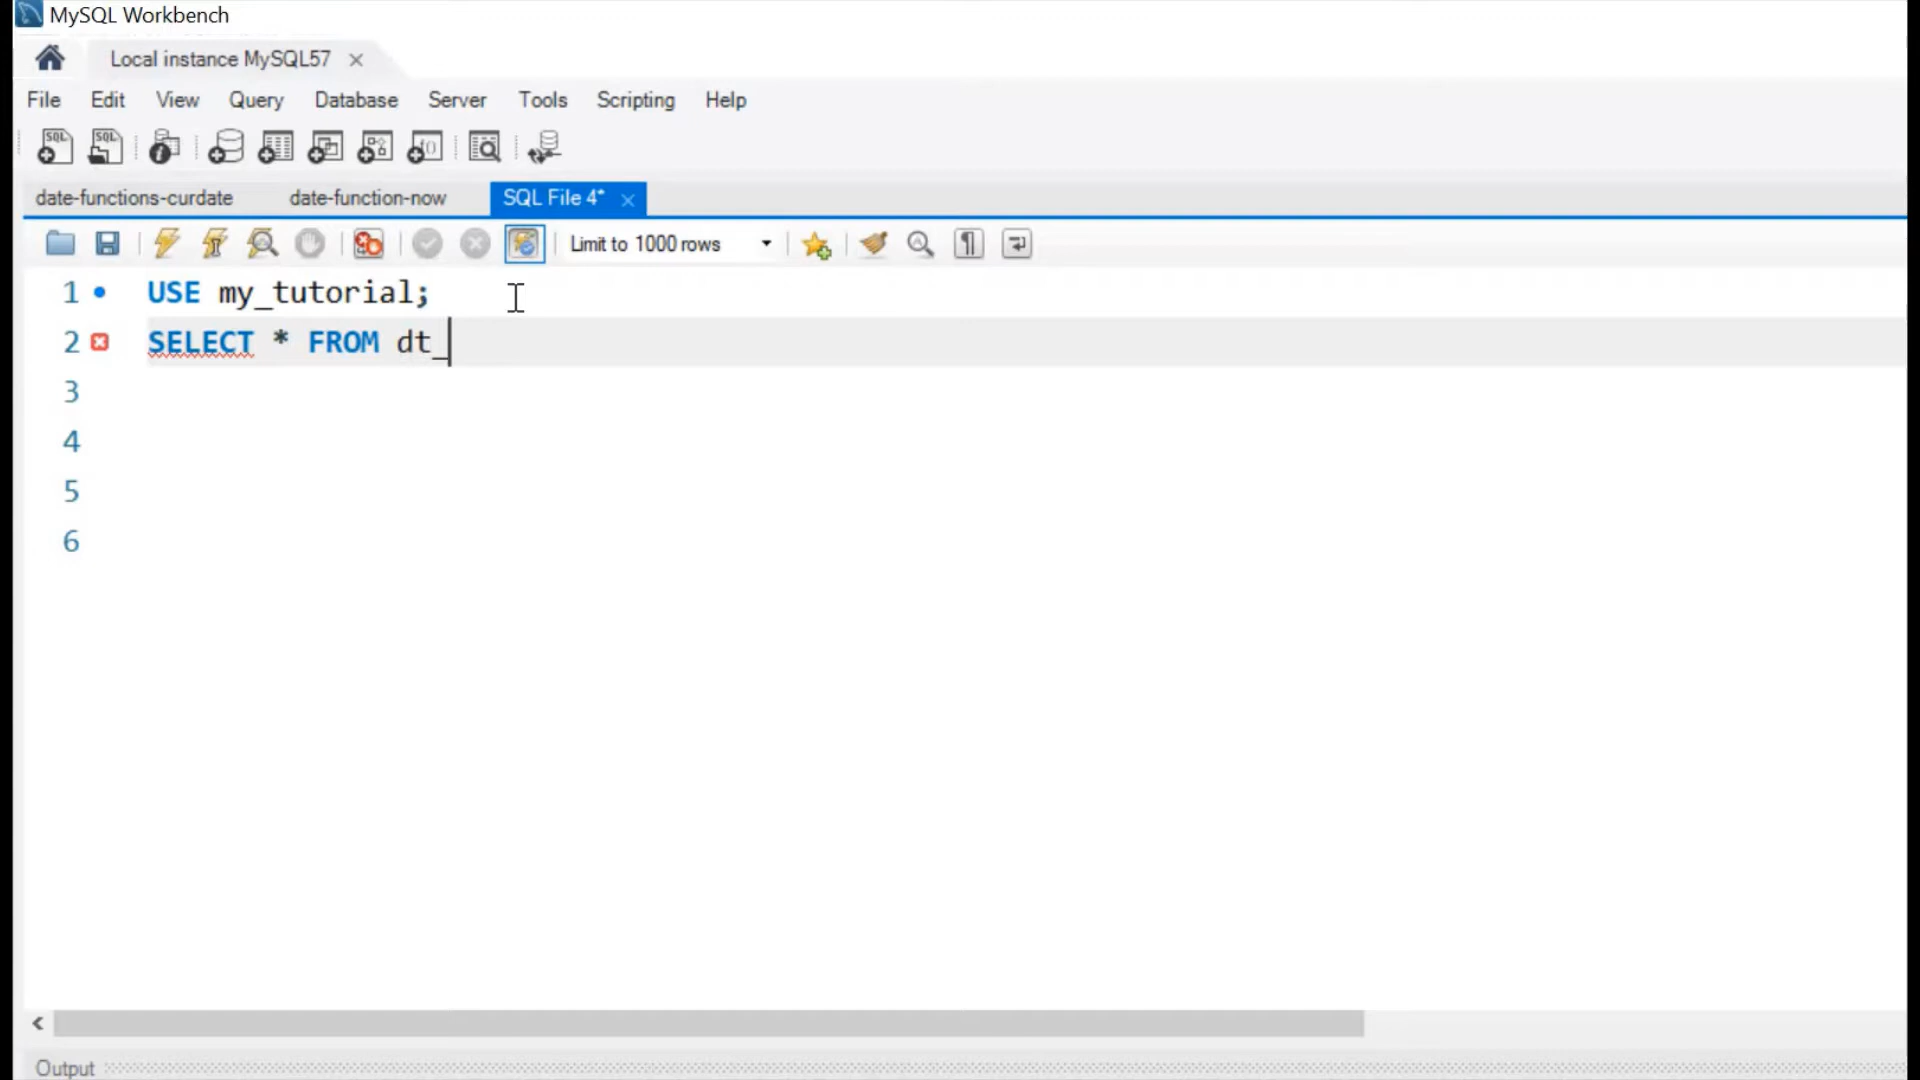 MySQL Workbench
Local instance MySQL57
File Edit View Query Database Server Tools Scripting Help
SQL SQL
date-functions-curdate date-function-now SQL File 4*
Limit to 1000 rows
1 USE my_tutorial;
2 SELECT * FROM dt_
3
4
5
6
Output